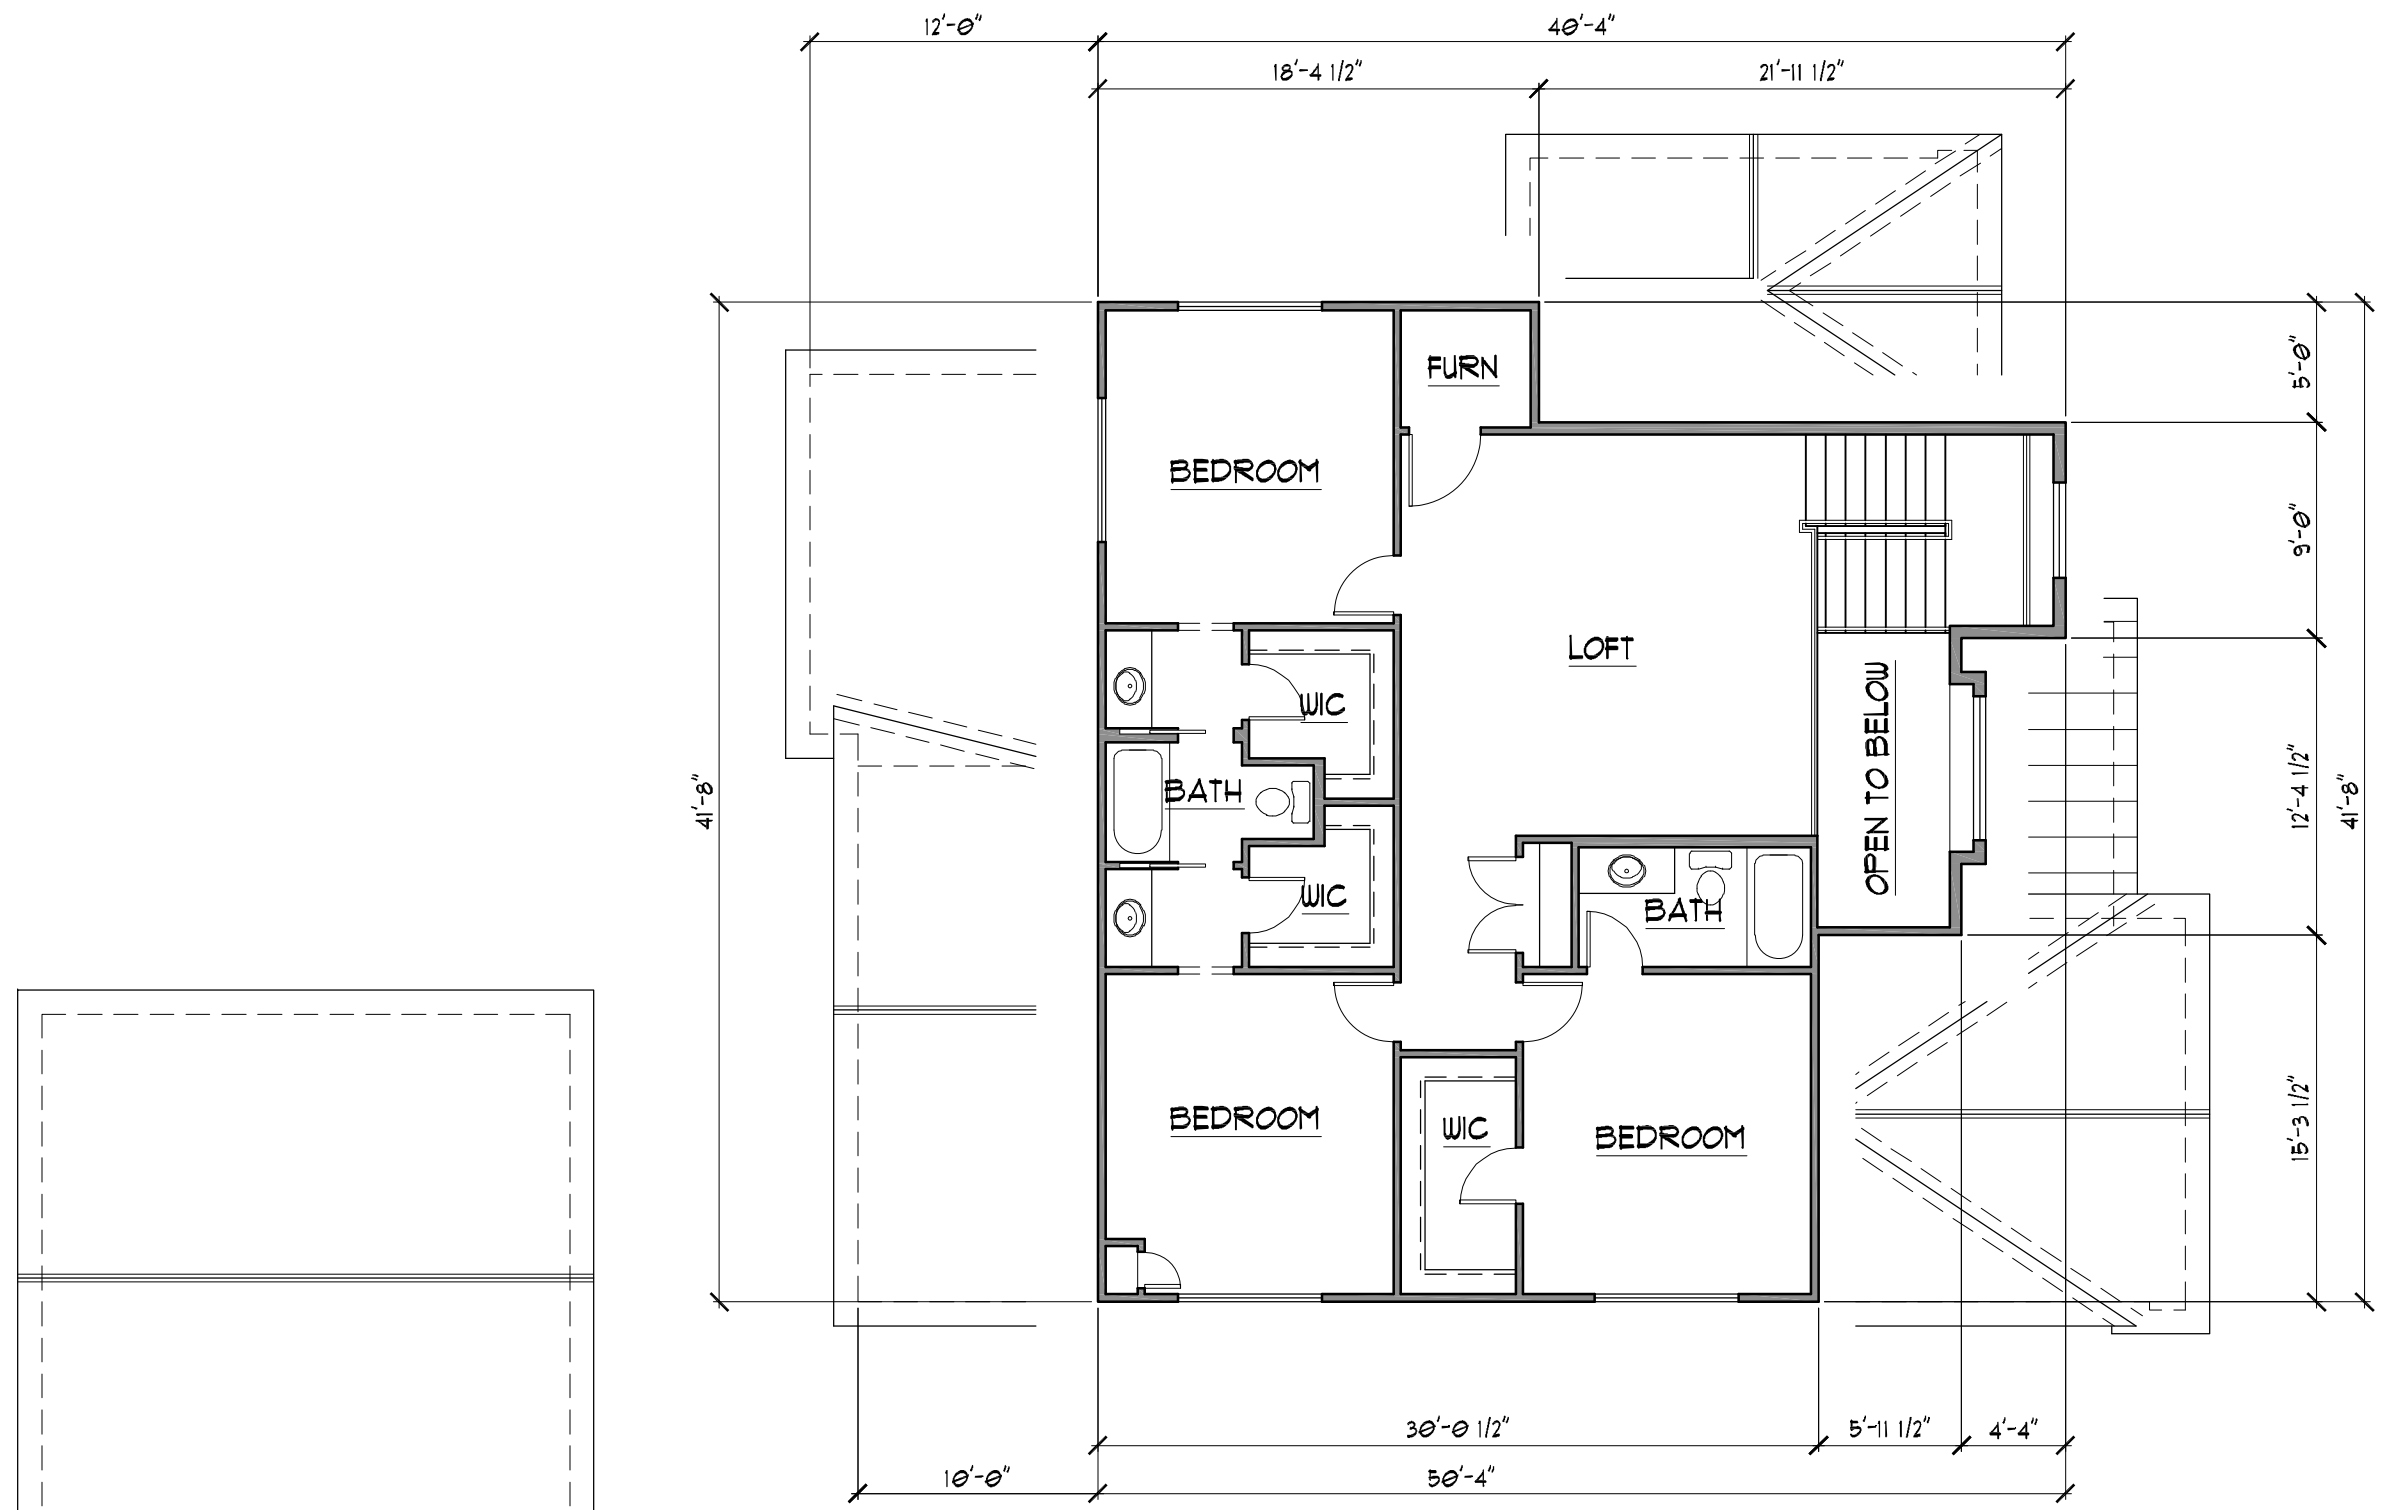 12'-0"
40'-4"
18'-4 1/2"
21'-11 1/2"
FURN
5'-0"
BEDROOM
9'-0"
LOFT
WIC
OPEN TO BELOW
41'-8"
BATH
12'-4 1/2"
41'-8"
WIC
BATH
BEDROOM
WIC
BEDROOM
15'-3 1/2"
30'-0 1/2"
5'-11 1/2"
4'-4"
10'-0"
50'-4"